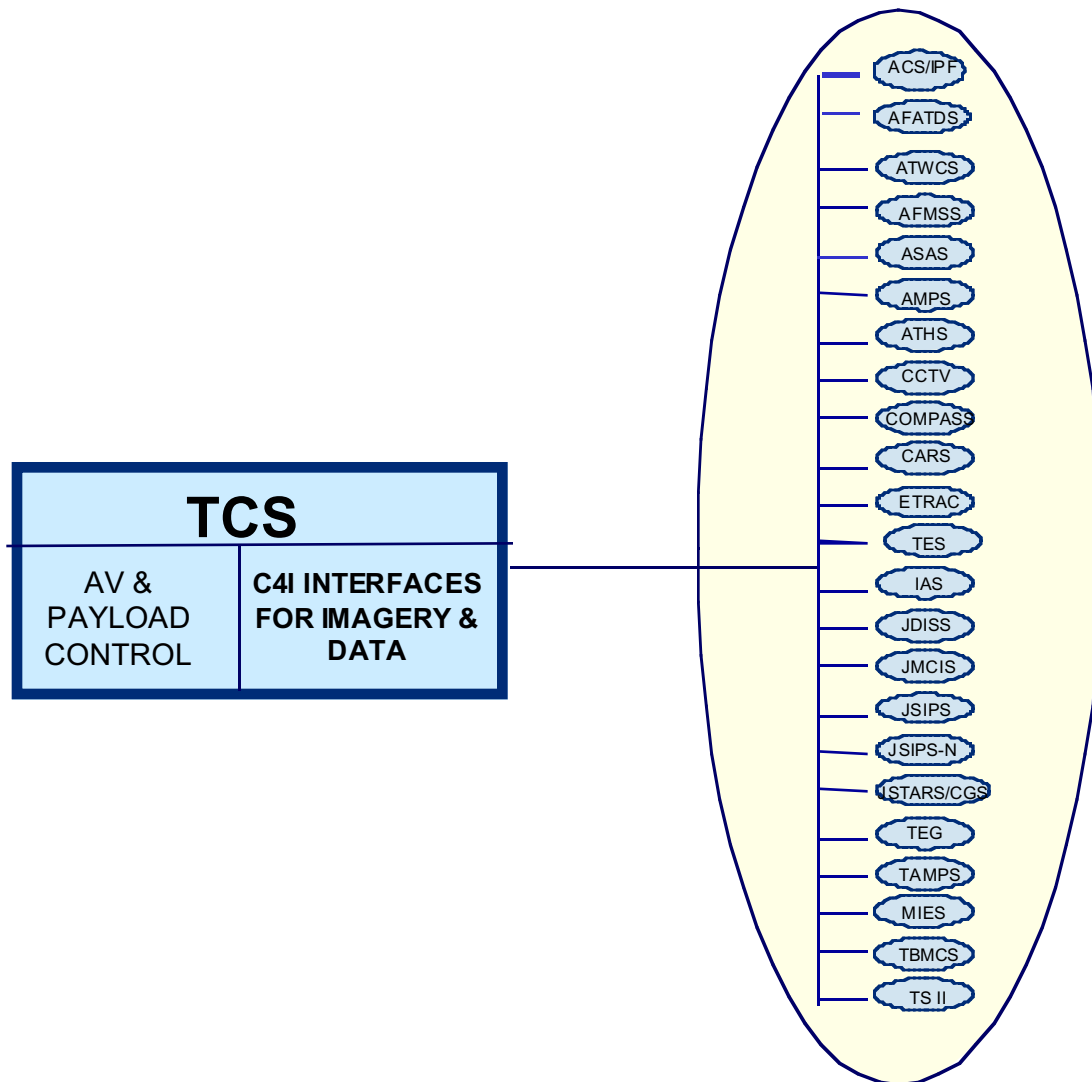 TCS
AV &
PAYLOAD
CONTROL
C4I INTERFACES
FOR IMAGERY &
DATA
ACS/IPF
AFATDS
ATWCS
AFMSS
ASAS
AMPS
ATHS
CCTV
COMPASS
CARS
ETRAC
TES
IAS
JDISS
JMCIS
JSIPS
JSIPS-N
JSTARS/CGS
TEG
TAMPS
MIES
TBMCS
TS II